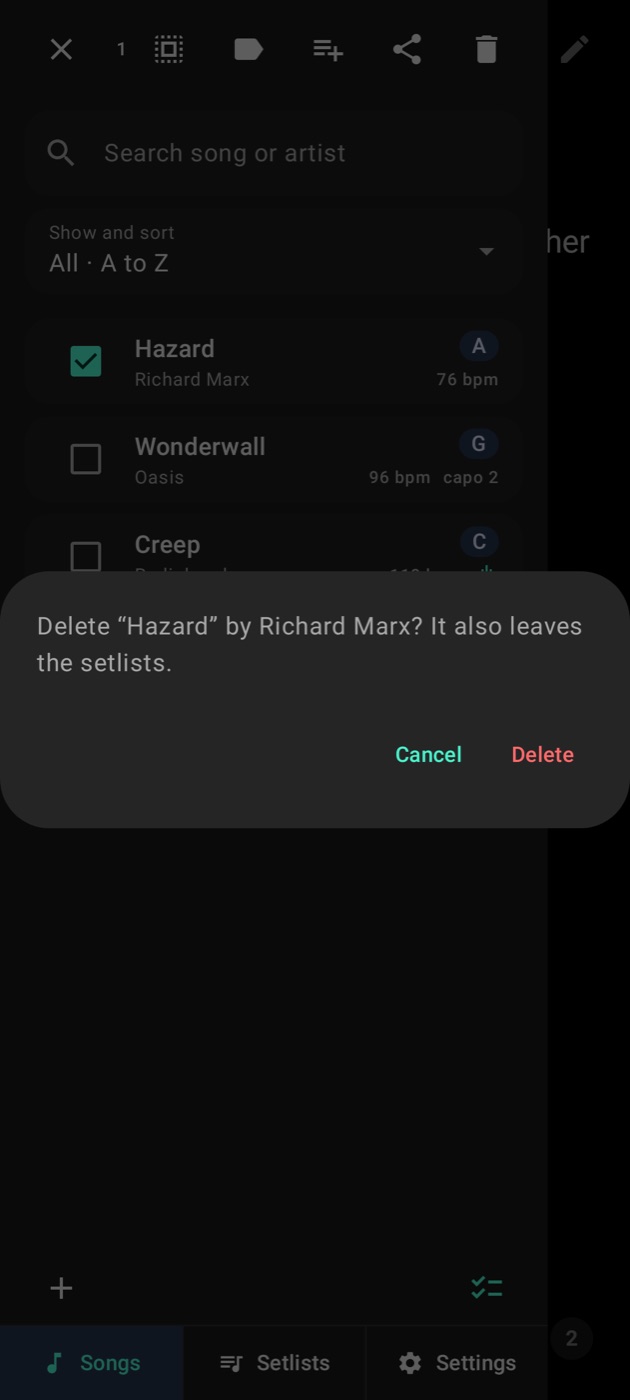 1
Search song or artist
her
Show and sort
All · A to Z
Hazard
A
Richard Marx
76 bpm
Wonderwall
G
Oasis
96 bpm capo 2
Creep
C
Delete “Hazard” by Richard Marx? It also leaves
the setlists.
Cancel
Delete
2
Songs
Setlists
Settings